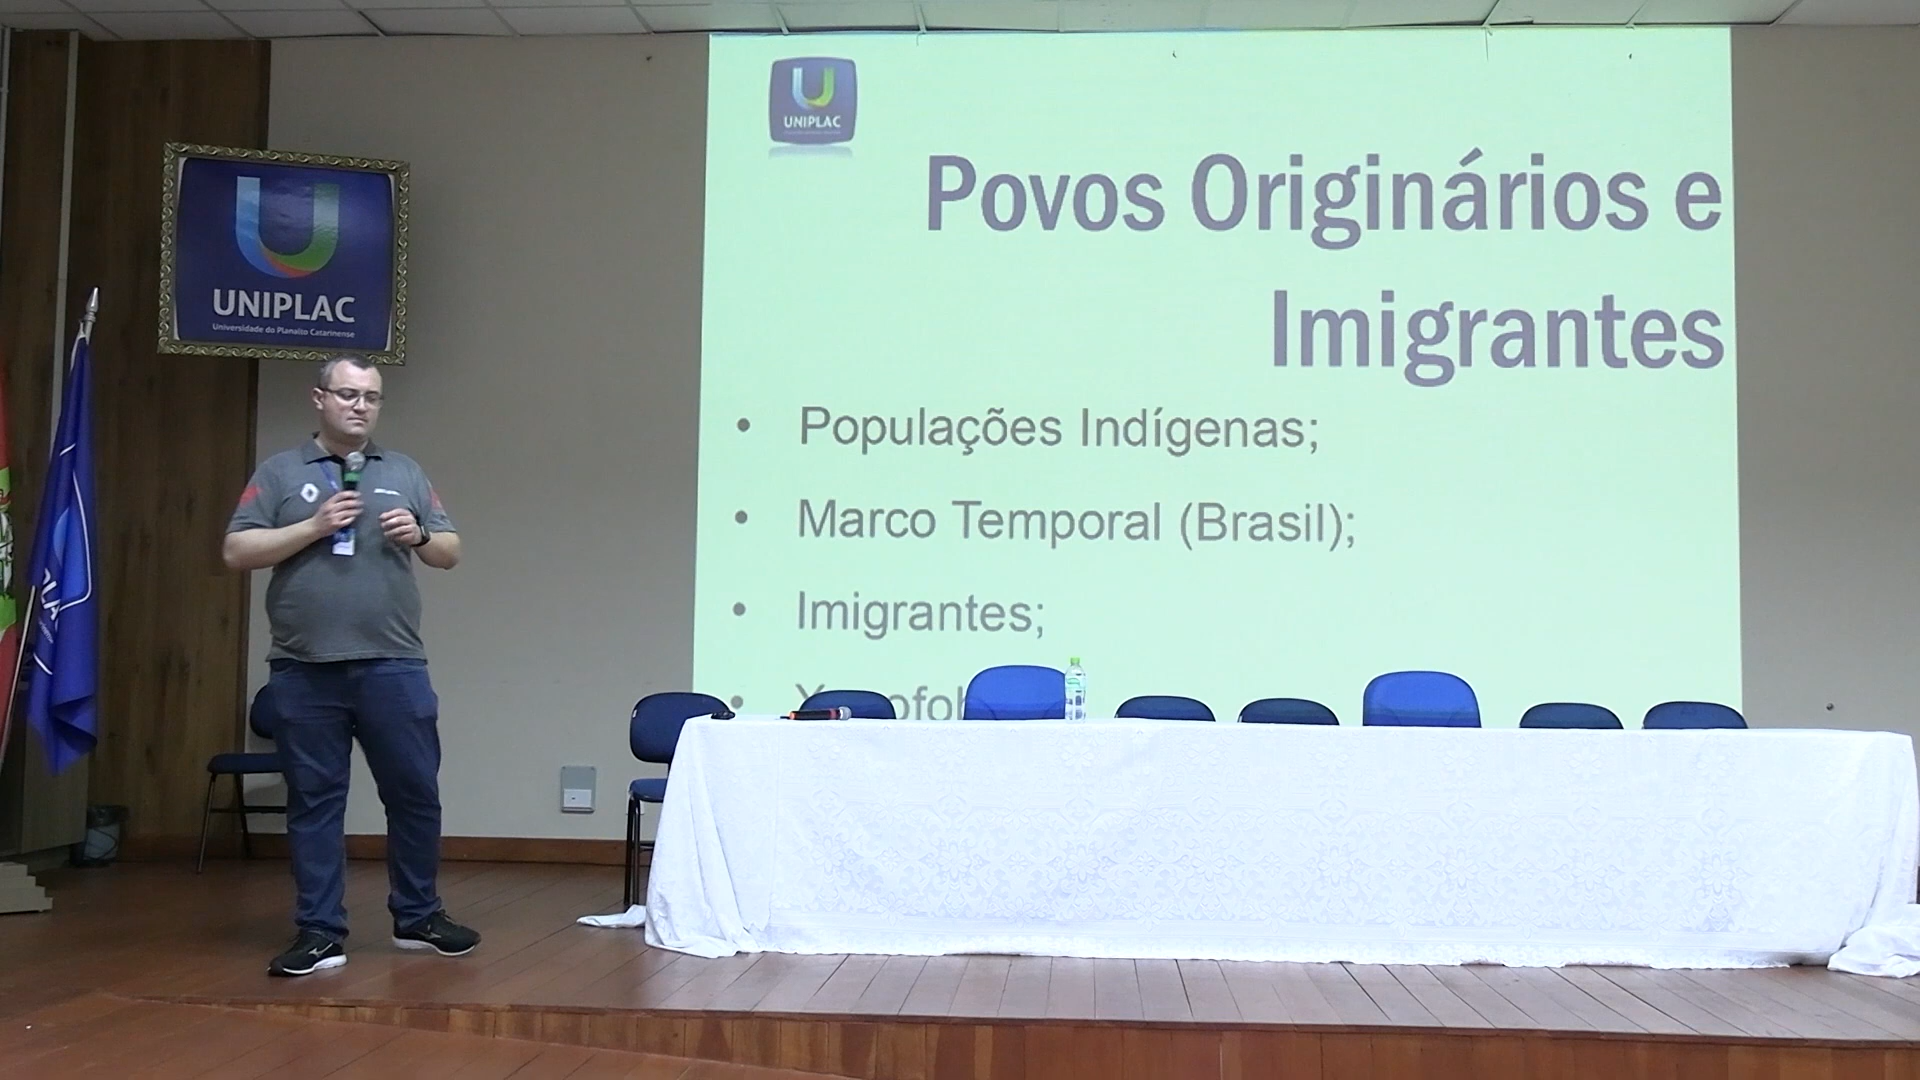 UNIPLAC
Povos Originários e
Imigrantes
• Populações Indígenas;
• Marco Temporal (Brasil);
• Imigrantes;
UNIPLAC
Universidade do Planalto Catarinense